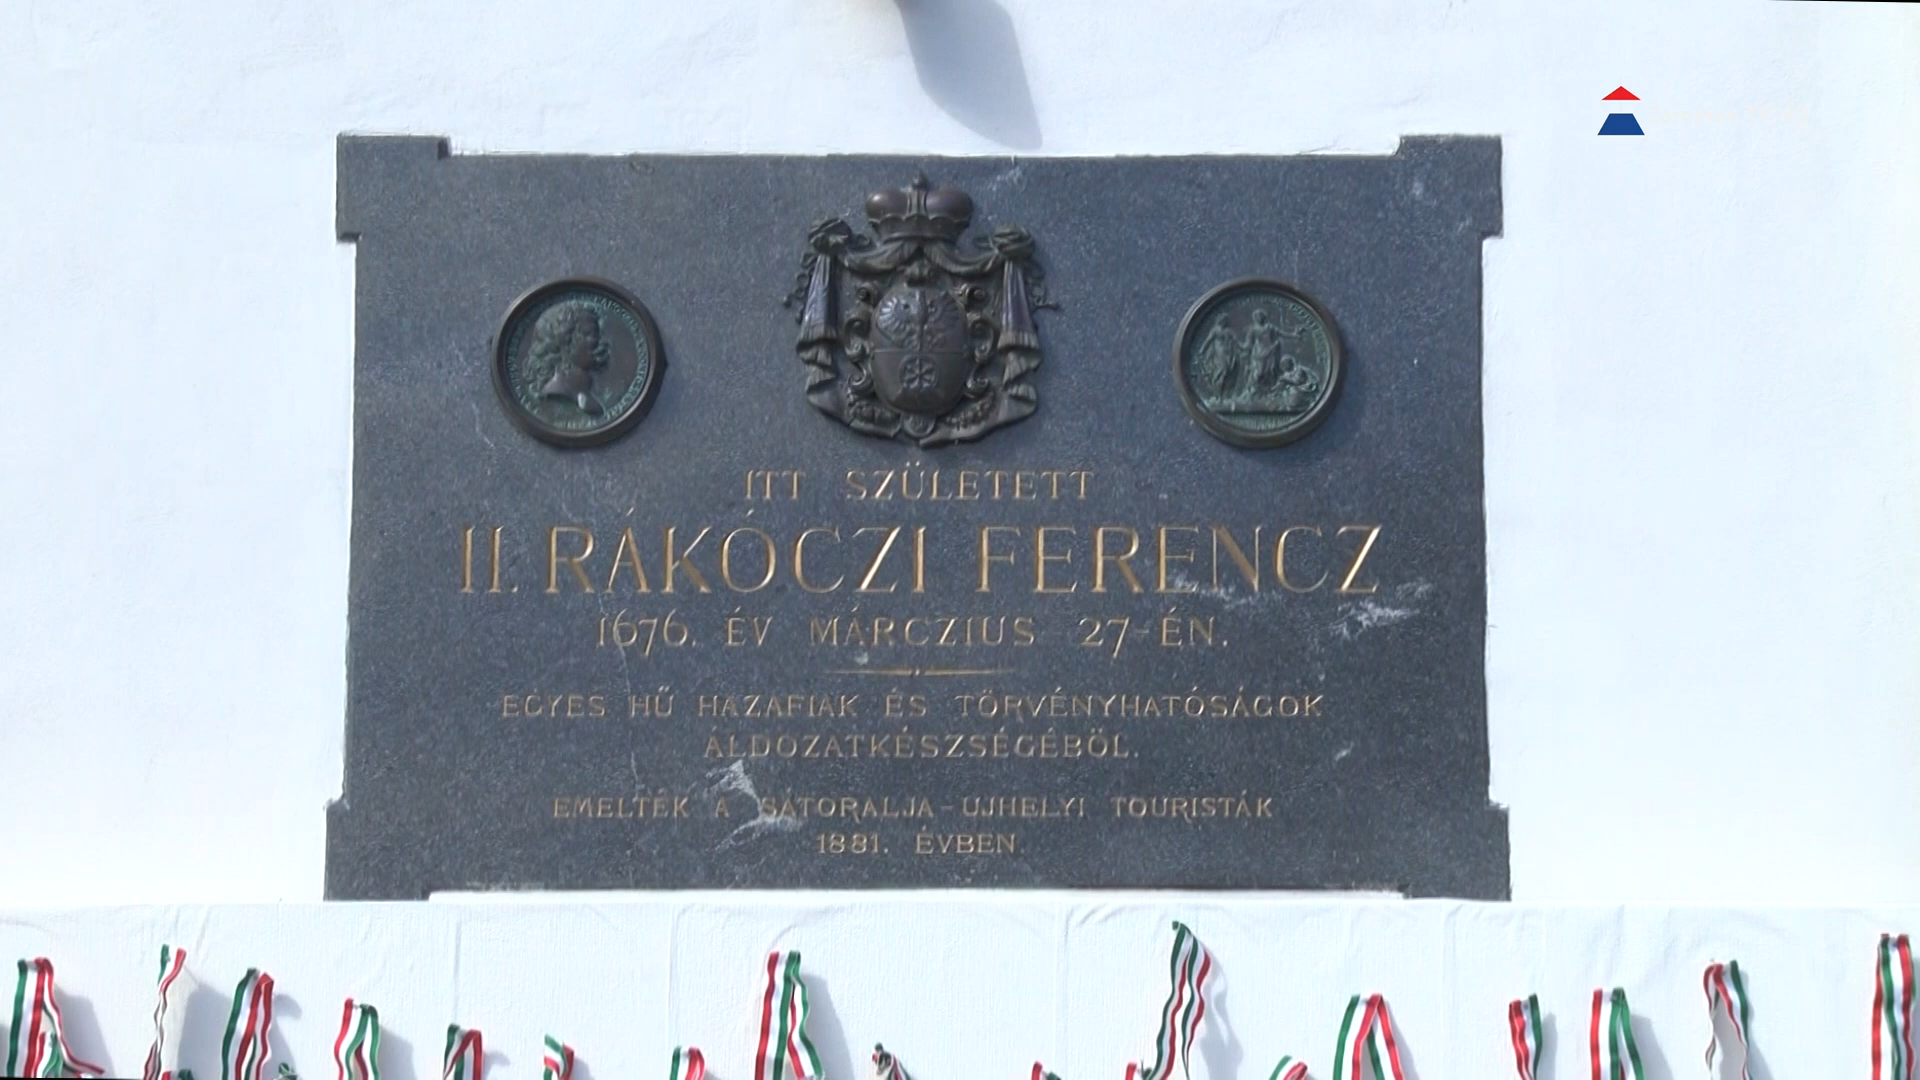 ITT SZÜLETETT
II. RÁKÓCZI FERENCZ
1676. ÉV MÁRCZIUS 27-ÉN.
EGYES HŰ HAZAFIAK ÉS TÖRVÉNYHATÓSÁGOK
ÁLDOZATKÉSZSÉGÉBÖL.
EMELTÉK A SÁTORALJA-UJHELYI TOURISTÁK
1881. ÉVBEN.